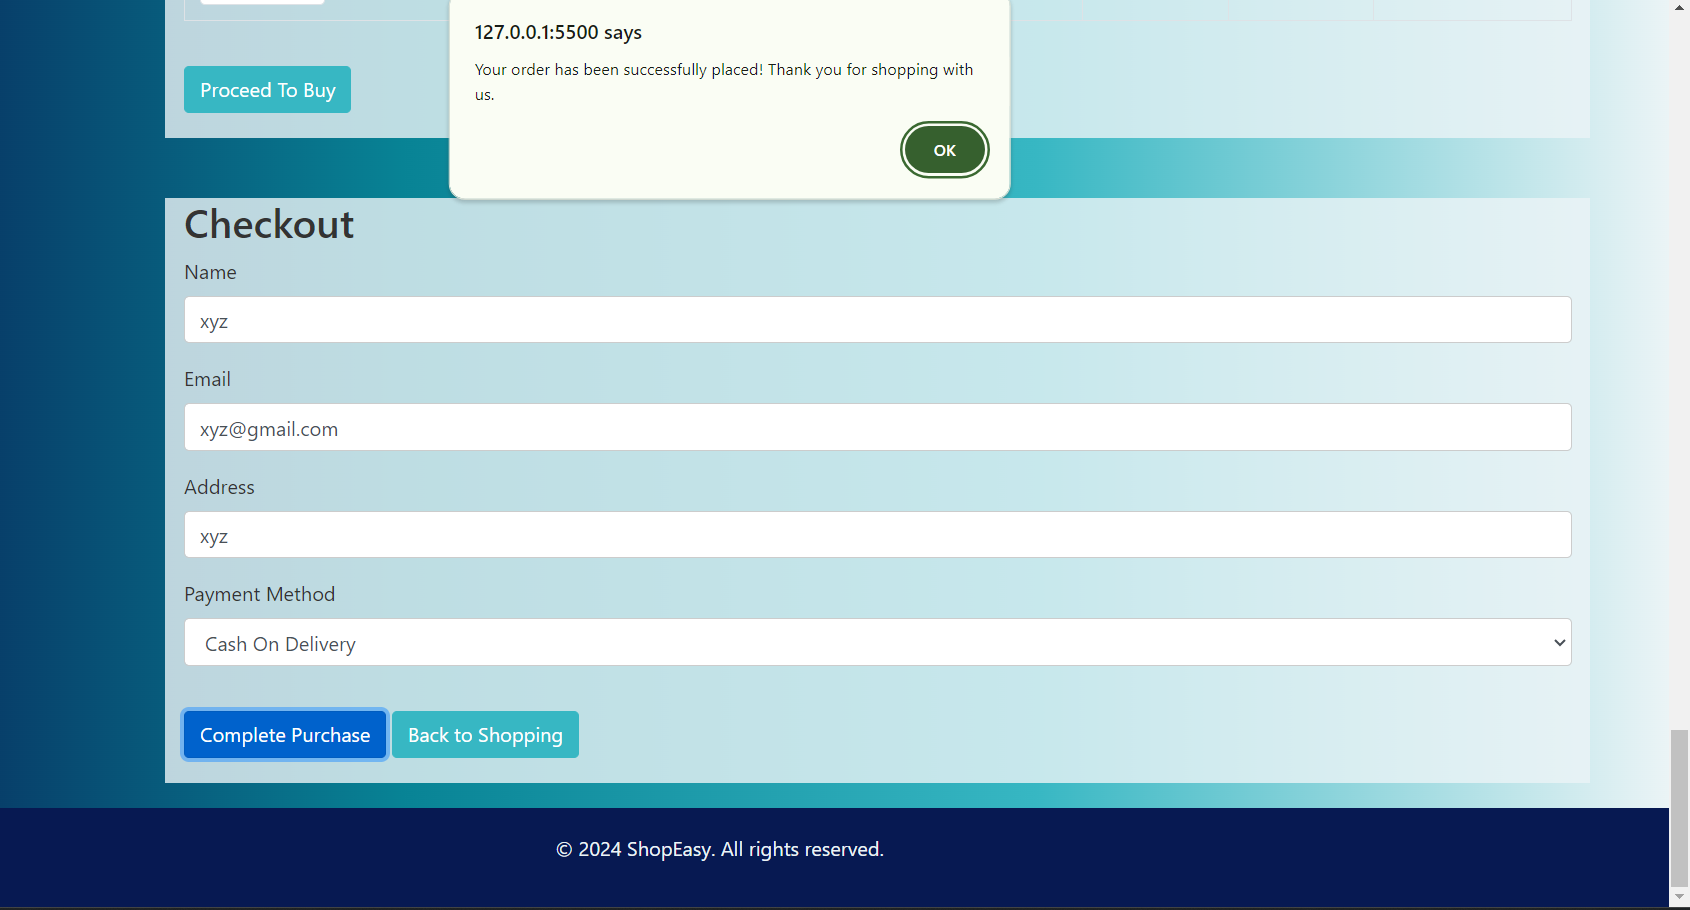 127.0.0.1:5500 says
Your order has been successfully placed! Thank you for shopping with
us.
OK
Proceed To Buy
Checkout
Name
xyz
Email
xyz@gmail.com
Address
xyz
Payment Method
Cash On Delivery
Complete Purchase
Back to Shopping
© 2024 ShopEasy. All rights reserved.